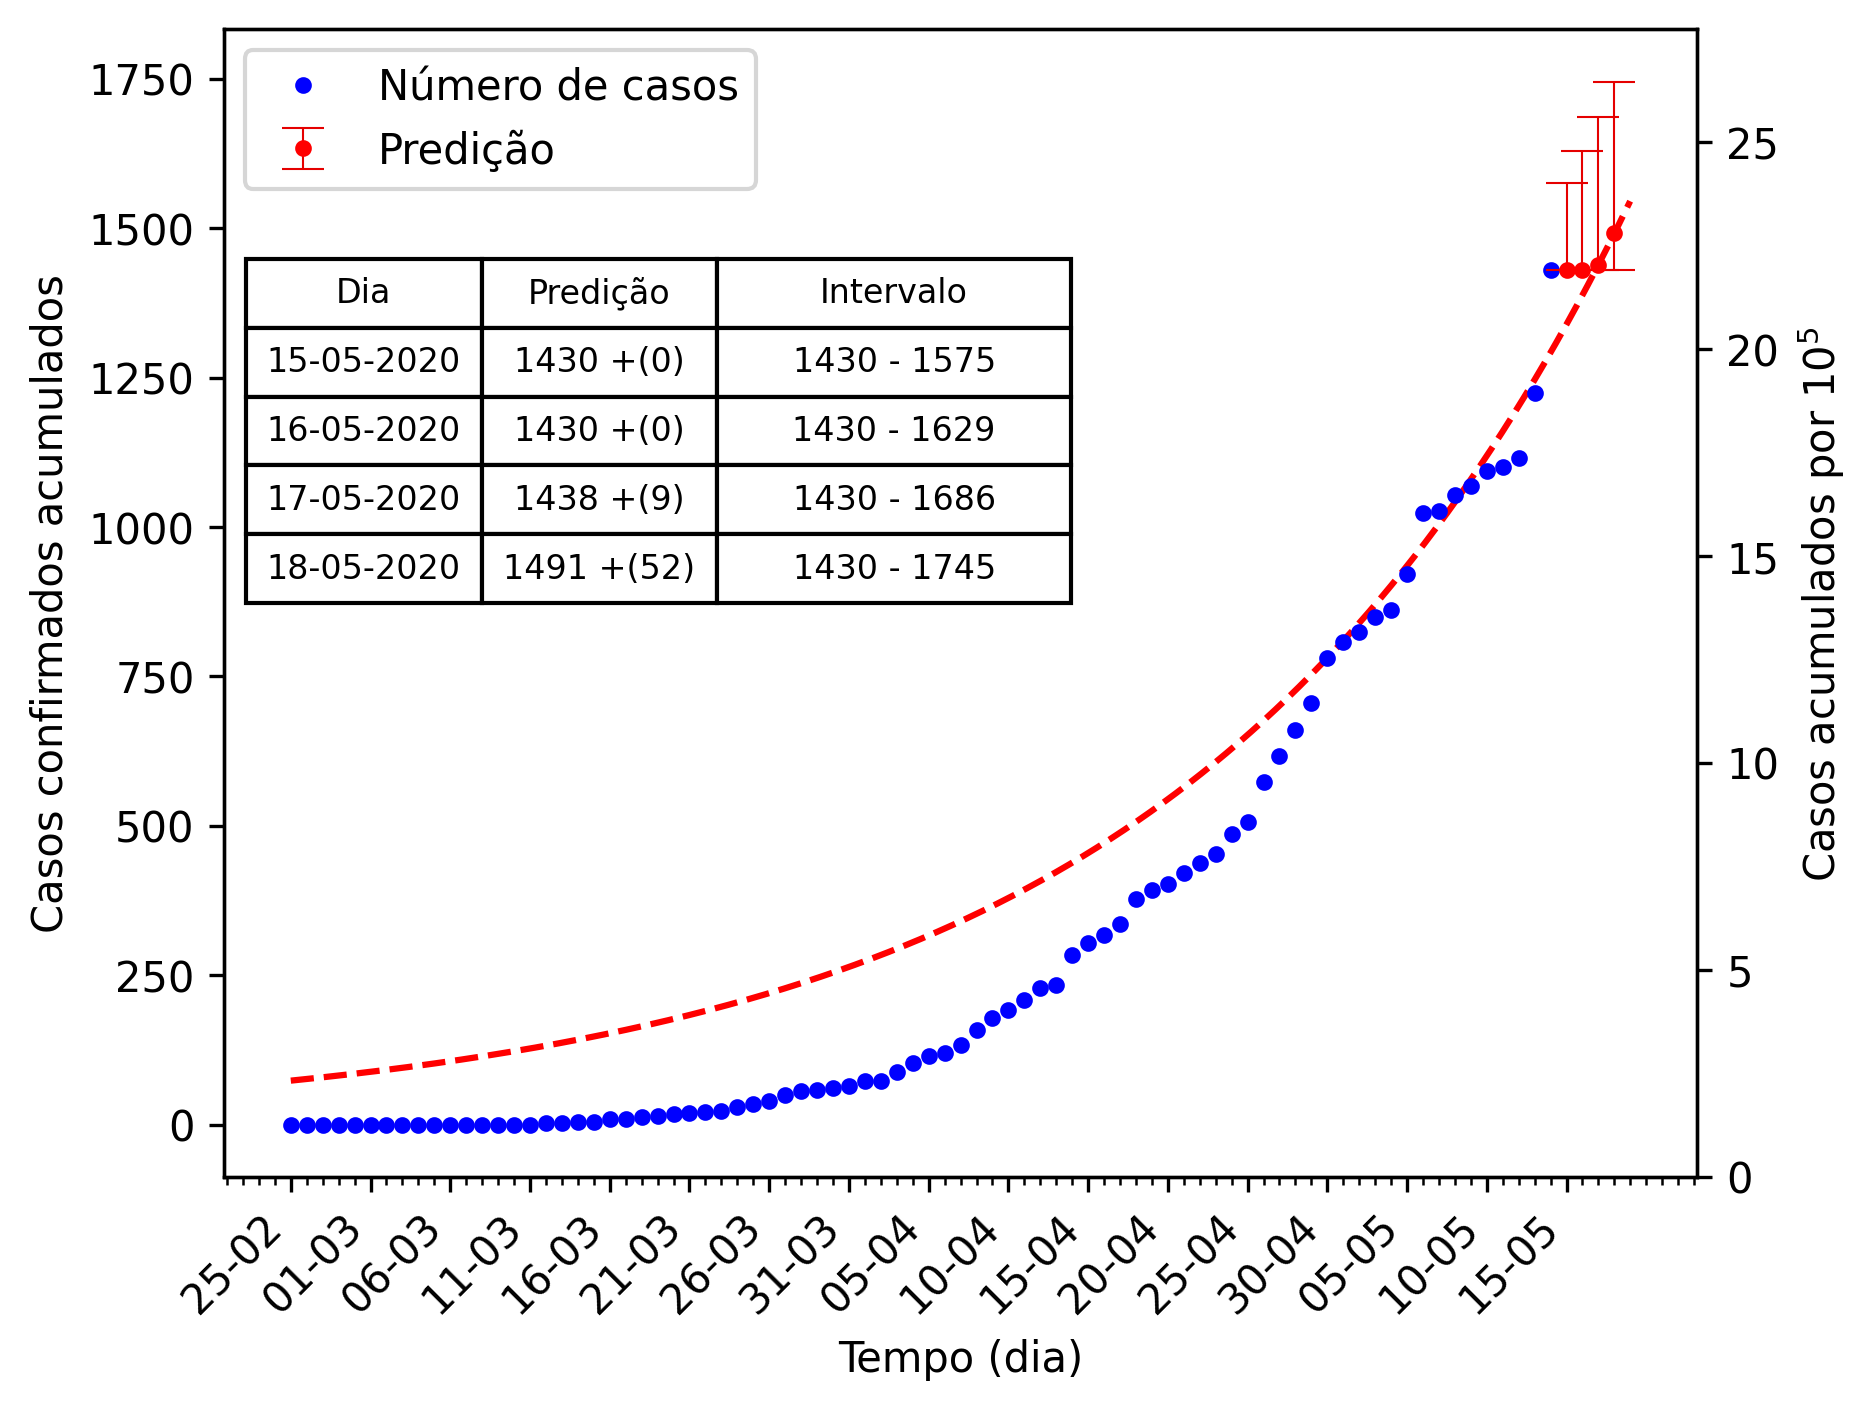 Número de casos
Predição
Dia Predição Intervalo
15-05-2020 1430 +(0) 1430 - 1575
16-05-2020 1430 +(0) 1430 - 1629
17-05-2020 1438 +(9) 1430 - 1686
18-05-2020 1491 +(52) 1430 - 1745
Casos confirmados acumulados
1750
1500
1250
1000
750
500
250
0
25
20
15
10
5
0
Casos acumulados por 10⁵
25-02 01-03 06-03 11-03 16-03 21-03 26-03 31-03 05-04 10-04 15-04 20-04 25-04 30-04 05-05 10-05 15-05
Tempo (dia)